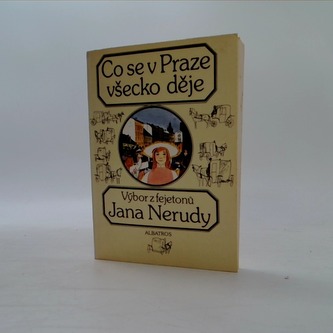 Co se v Praze
všecko děje
Výbor z fejetonů
Jana Nerudy
ALBATROS